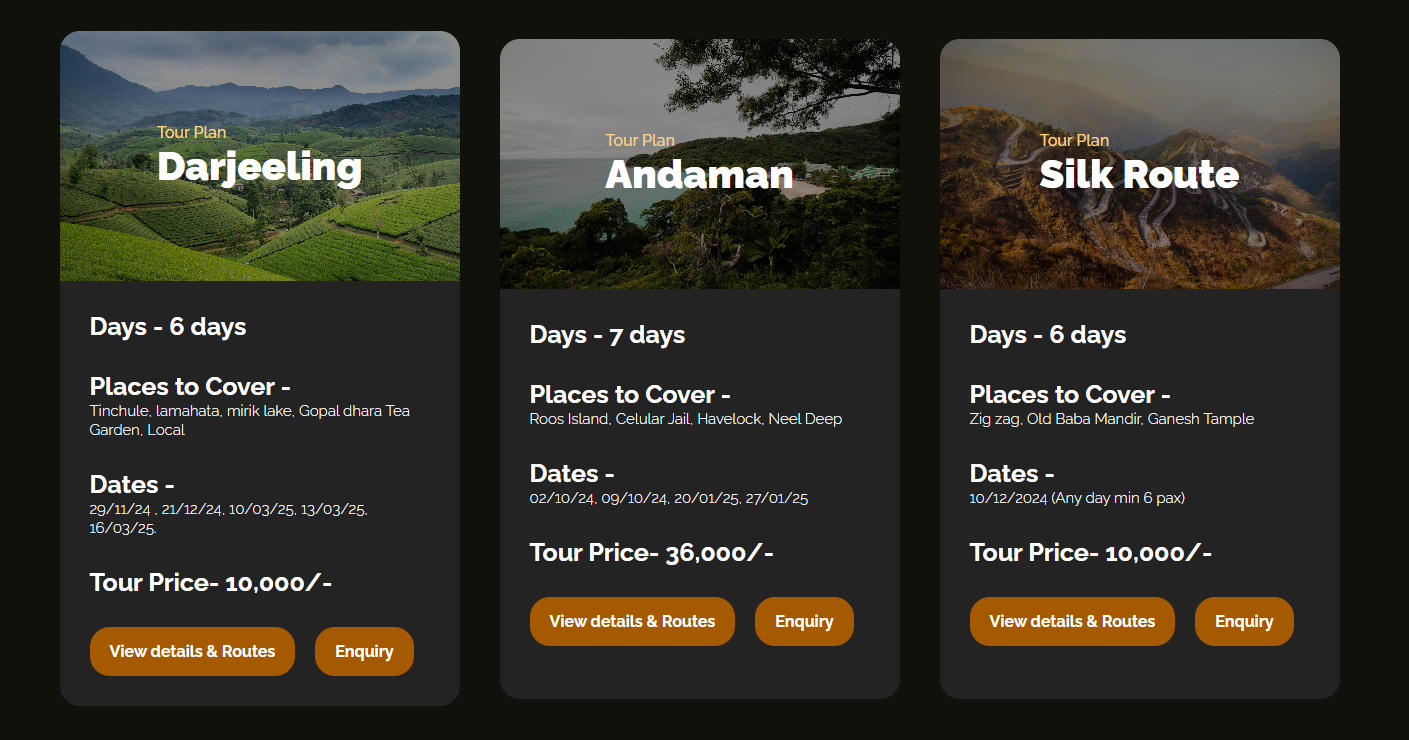 Tour Plan
Darjeeling
Days - 6 days
Places to Cover -
Tinchule, lamahata, mirik lake, Gopal dhara Tea
Garden, Local
Dates -
29/11/24 , 21/12/24, 10/03/25, 13/03/25,
16/03/25.
Tour Price- 10,000/-
View details & Routes
Enquiry
Tour Plan
Andaman
Days - 7 days
Places to Cover -
Roos Island, Celular Jail, Havelock, Neel Deep
Dates -
02/10/24, 09/10/24, 20/01/25, 27/01/25
Tour Price- 36,000/-
View details & Routes
Enquiry
Tour Plan
Silk Route
Days - 6 days
Places to Cover -
Zig zag, Old Baba Mandir, Ganesh Tample
Dates -
10/12/2024 (Any day min 6 pax)
Tour Price- 10,000/-
View details & Routes
Enquiry